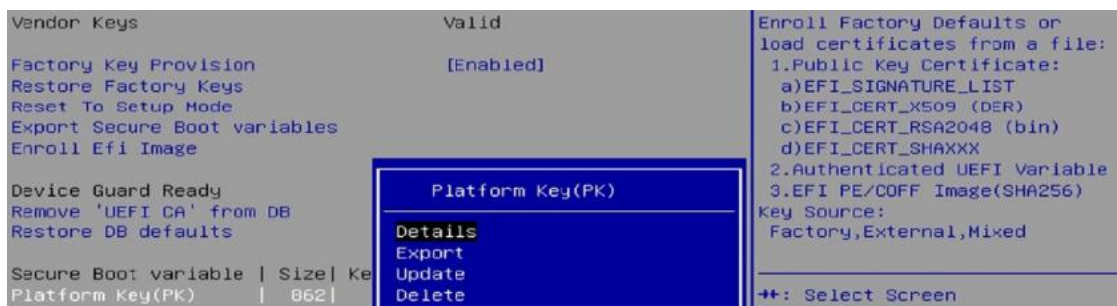 Vendor Keys Valid
Factory Key Provision [Enabled]
Restore Factory Keys
Reset To Setup Mode
Export Secure Boot variables
Enroll Efi Image
Device Guard Ready
Remove 'UEFI CA' from DB
Restore DB defaults
Secure Boot variable | Size| Ke
Platform Key(PK) | 862|
Platform Key(PK)
Details
Export
Update
Delete
Enroll Factory Defaults or
load certificates from a file:
1.Public Key Certificate:
a)EFI_SIGNATURE_LIST
b)EFI_CERT_X509 (DER)
c)EFI_CERT_RSA2048 (bin)
d)EFI_CERT_SHAXXX
2.Authenticated UEFI Variable
3.EFI PE/COFF Image(SHA256)
Key Source:
Factory,External,Mixed
→←: Select Screen